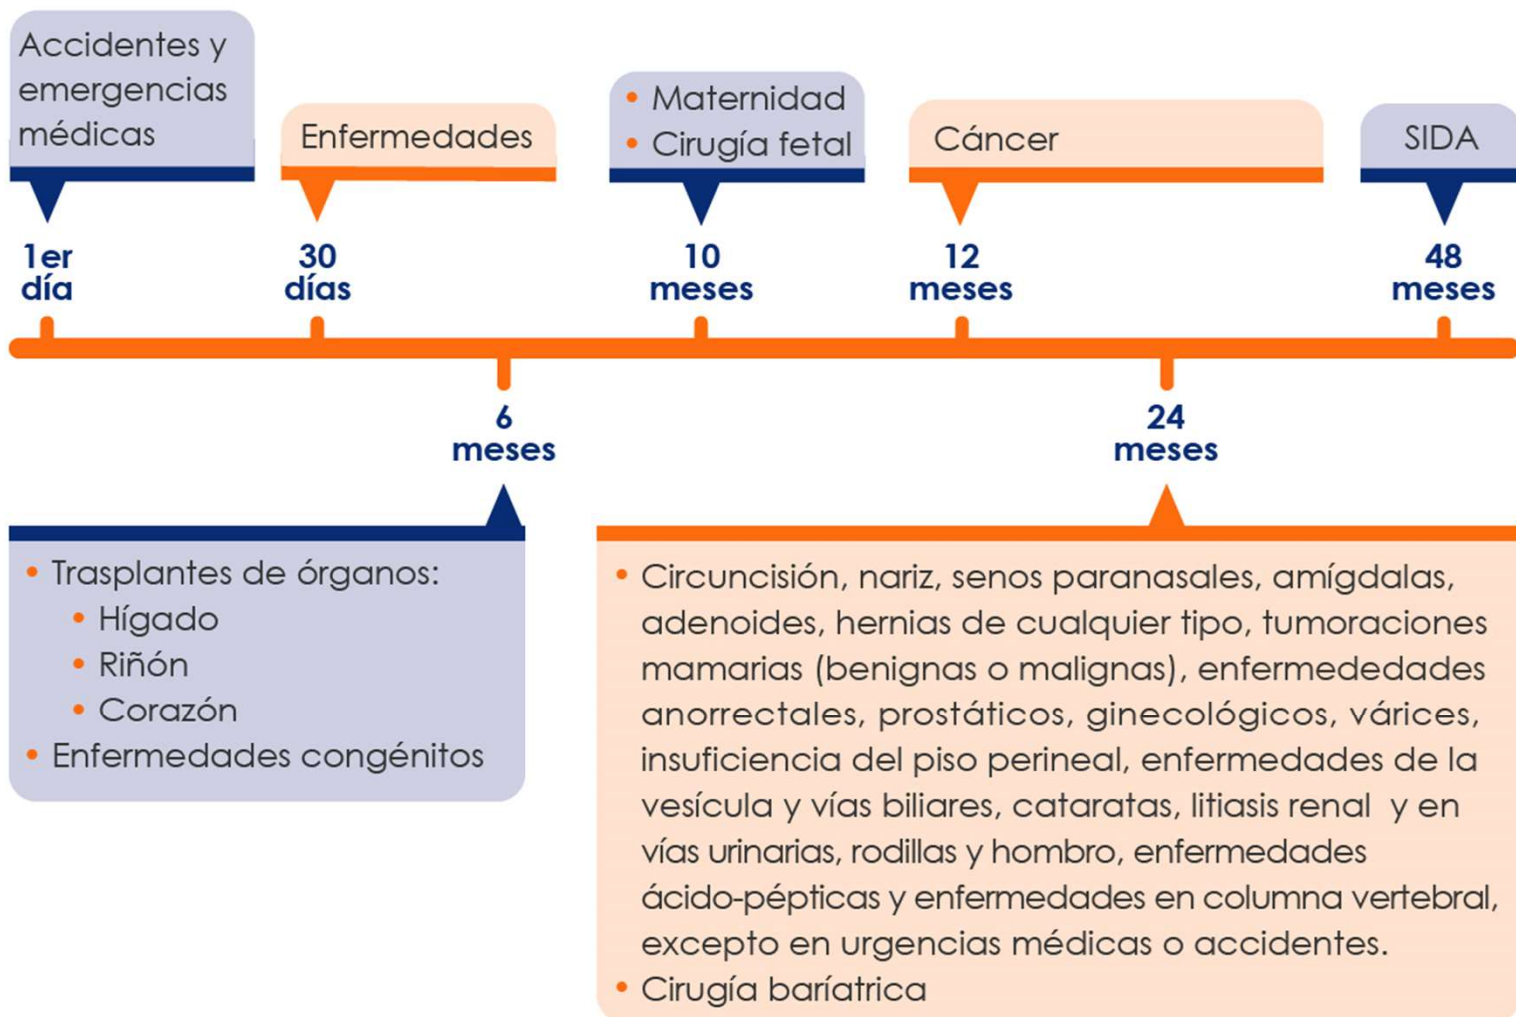 Accidentes y
emergencias
médicas
Enfermedades
• Maternidad
• Cirugía fetal
Cáncer
SIDA
1er
día
30
días
10
meses
12
meses
48
meses
6
meses
24
meses
• Trasplantes de órganos:
• Hígado
• Riñón
• Corazón
• Enfermedades congénitos
• Circuncisión, nariz, senos paranasales, amígdalas,
adenoides, hernias de cualquier tipo, tumoraciones
mamarias (benignas o malignas), enfermededades
anorrectales, prostáticos, ginecológicos, várices,
insuficiencia del piso perineal, enfermedades de la
vesícula y vías biliares, cataratas, litiasis renal y en
vías urinarias, rodillas y hombro, enfermedades
ácido-pépticas y enfermedades en columna vertebral,
excepto en urgencias médicas o accidentes.
• Cirugía baríatrica